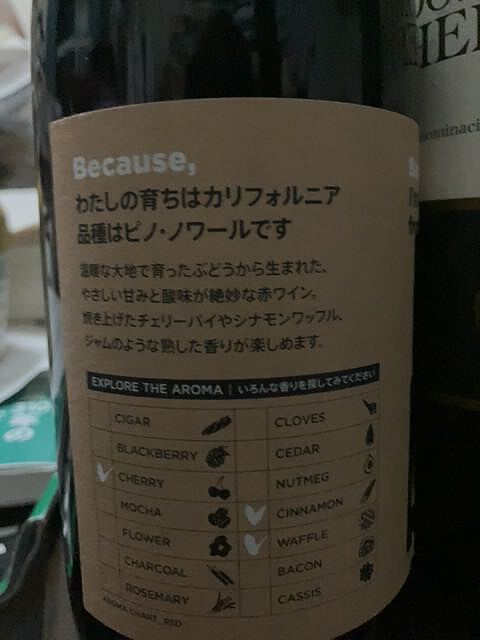 Because,
わたしの育ちはカリフォルニア
品種はピノ・ノワールです
温暖な大地で育ったぶどうから生まれた、
やさしい甘みと酸味が絶妙な赤ワイン。
焼き上げたチェリーパイやシナモンワッフル、
ジャムのような熟した香りが楽しめます。
EXPLORE THE AROMA | いろんな香りを探してみてください
CIGAR
BLACKBERRY
CHERRY
MOCHA
FLOWER
CHARCOAL
ROSEMARY
CLOVES
CEDAR
NUTMEG
CINNAMON
WAFFLE
BACON
CASSIS
AROMA CHART_RED